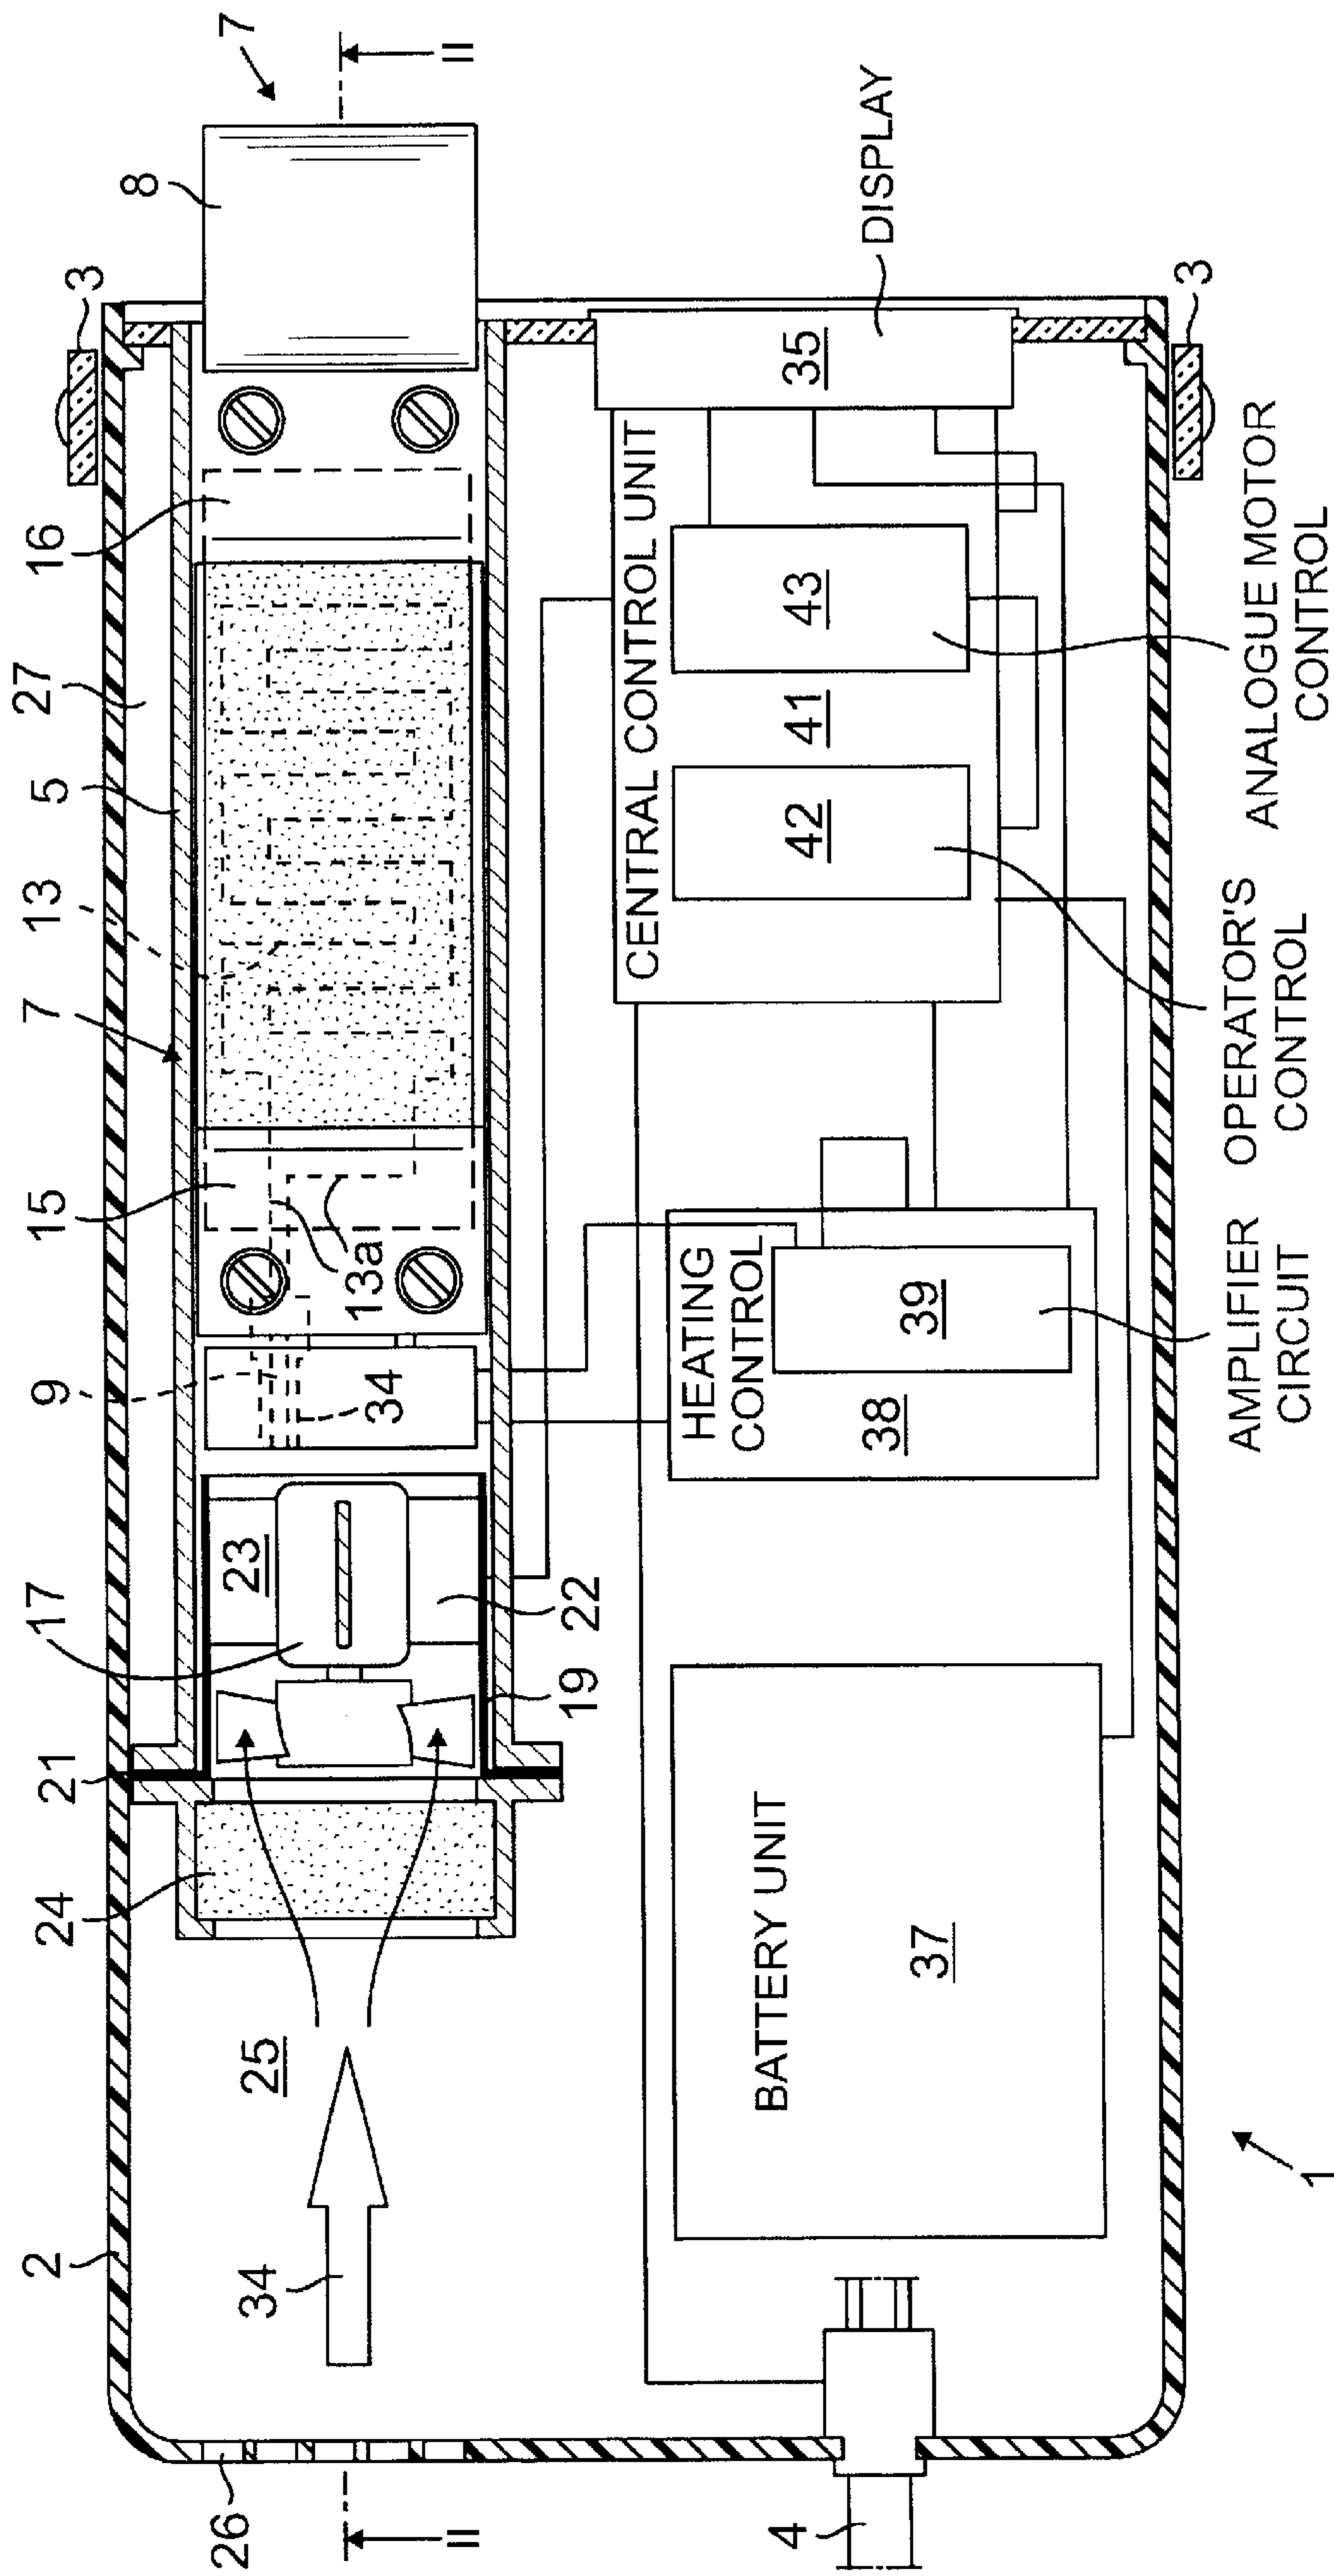 21
17
9
15
7
13
5
27
16
3
8
7
II
24
23
34
13a
22
19
2
25
34
26
II
BATTERY UNIT
37
HEATING
CONTROL
38
39
CENTRAL CONTROL UNIT
42
41
43
35
DISPLAY
4
3
AMPLIFIER
CIRCUIT
OPERATOR'S
CONTROL
ANALOGUE MOTOR
CONTROL
1